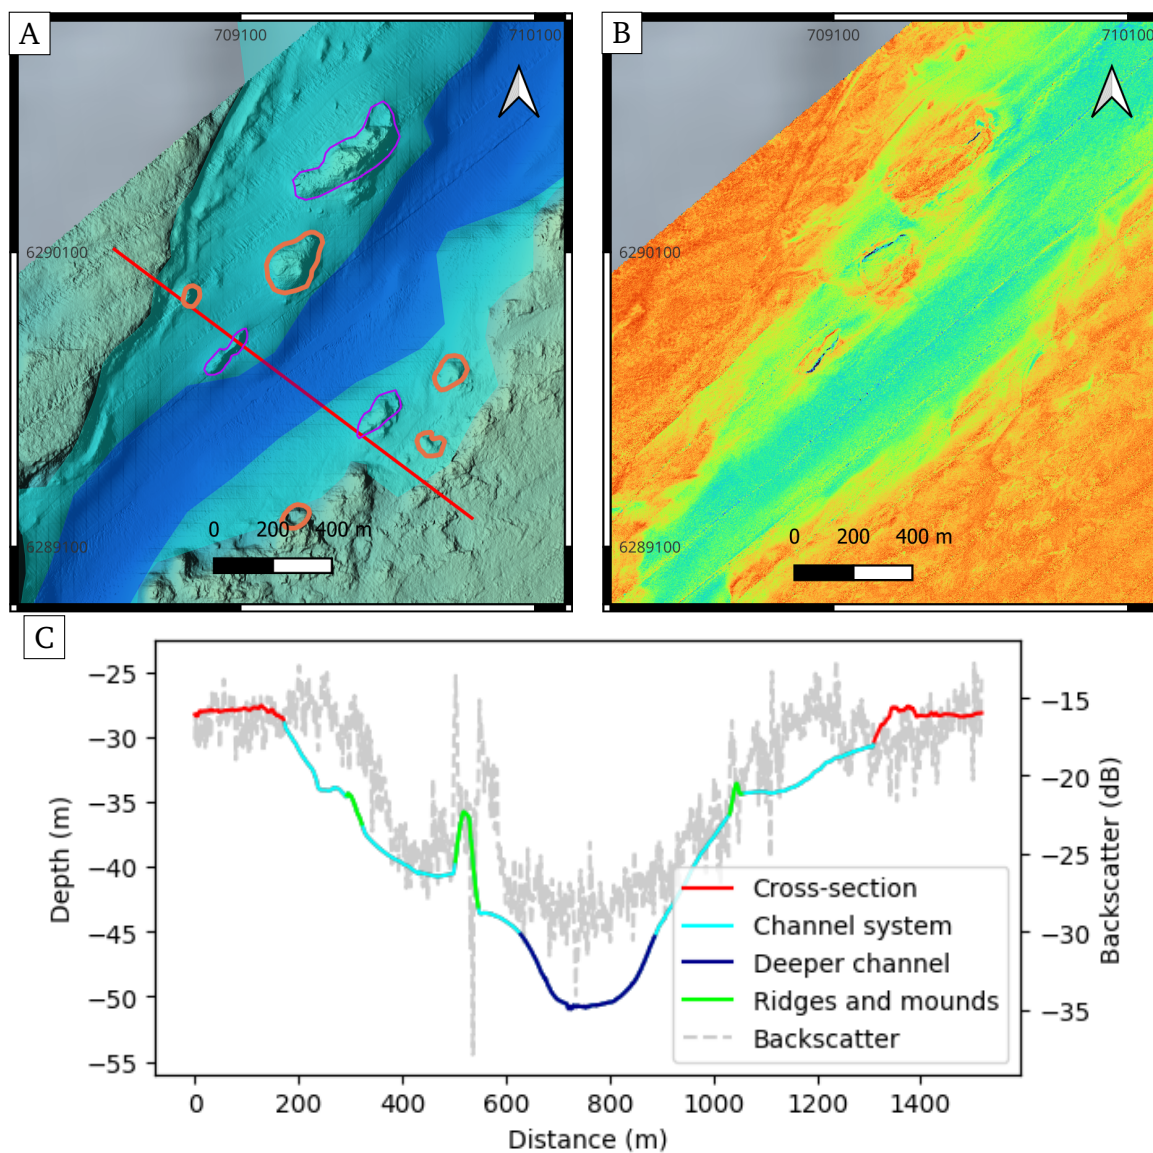 A
709100
710100
6290100
6289100
0 200 400 m
B
709100
710100
6290100
6289100
0 200 400 m
C
−25
−30
−35
−40
−45
−50
−55
Depth (m)
−15
−20
−25
−30
−35
Backscatter (dB)
Cross-section
Channel system
Deeper channel
Ridges and mounds
Backscatter
0 200 400 600 800 1000 1200 1400
Distance (m)